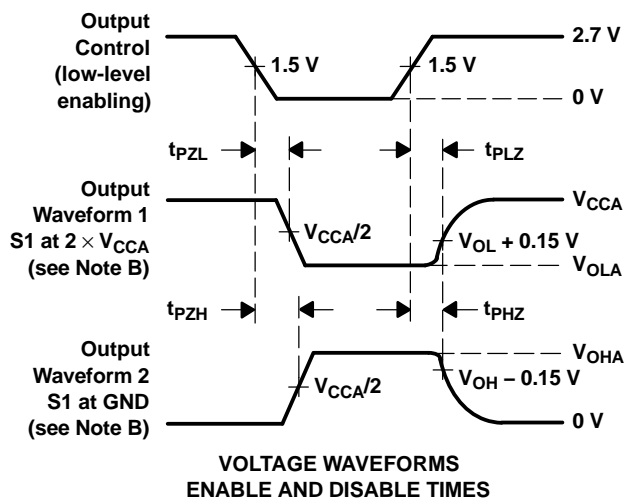 Output
Control
(low-level
enabling)
1.5 V
1.5 V
2.7 V
0 V
tPZL
tPLZ
Output
Waveform 1
S1 at 2 × VCCA
(see Note B)
VCCA/2
VCCA
VOL + 0.15 V
VOLA
tPZH
tPHZ
Output
Waveform 2
S1 at GND
(see Note B)
VCCA/2
VOHA
VOH – 0.15 V
0 V
VOLTAGE WAVEFORMS
ENABLE AND DISABLE TIMES